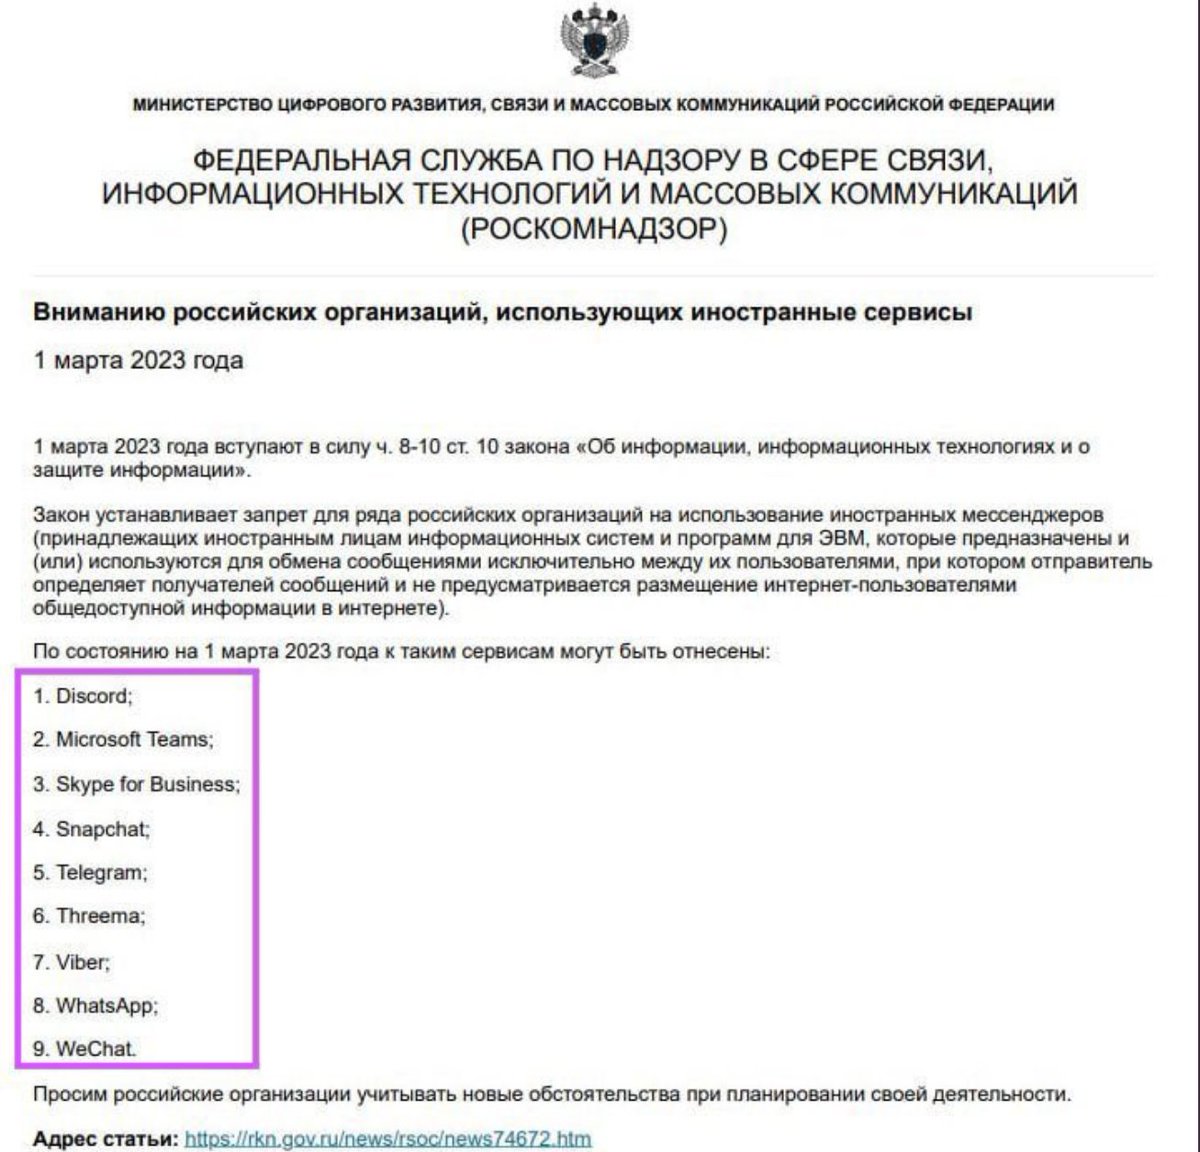 МИНИСТЕРСТВО ЦИФРОВОГО РАЗВИТИЯ, СВЯЗИ И МАССОВЫХ КОММУНИКАЦИЙ РОССИЙСКОЙ ФЕДЕРАЦИИ
ФЕДЕРАЛЬНАЯ СЛУЖБА ПО НАДЗОРУ В СФЕРЕ СВЯЗИ,
ИНФОРМАЦИОННЫХ ТЕХНОЛОГИЙ И МАССОВЫХ КОММУНИКАЦИЙ
(РОСКОМНАДЗОР)
Вниманию российских организаций, использующих иностранные сервисы
1 марта 2023 года
1 марта 2023 года вступают в силу ч. 8-10 ст. 10 закона «Об информации, информационных технологиях и о
защите информации».
Закон устанавливает запрет для ряда российских организаций на использование иностранных мессенджеров
(принадлежащих иностранным лицам информационных систем и программ для ЭВМ, которые предназначены и
(или) используются для обмена сообщениями исключительно между их пользователями, при котором отправитель
определяет получателей сообщений и не предусматривается размещение интернет-пользователями
общедоступной информации в интернете).
По состоянию на 1 марта 2023 года к таким сервисам могут быть отнесены:
1. Discord;
2. Microsoft Teams;
3. Skype for Business;
4. Snapchat;
5. Telegram;
6. Threema;
7. Viber;
8. WhatsApp;
9. WeChat.
Просим российские организации учитывать новые обстоятельства при планировании своей деятельности.
Адрес статьи: https://rkn.gov.ru/news/rsoc/news74672.htm